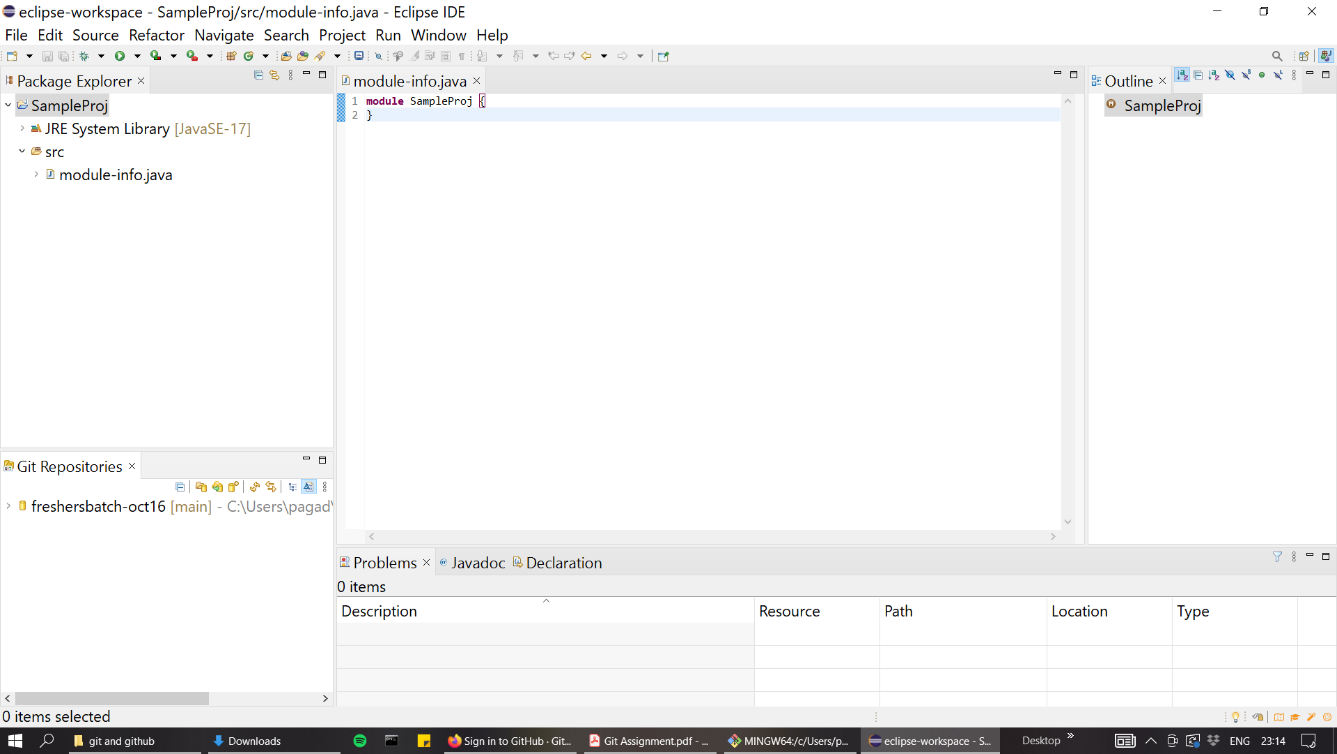 eclipse-workspace - SampleProj/src/module-info.java - Eclipse IDE
File Edit Source Refactor Navigate Search Project Run Window Help
Package Explorer
SampleProj
JRE System Library [JavaSE-17]
src
module-info.java
module-info.java
1 module SampleProj {
2 }
Outline
SampleProj
Git Repositories
freshersbatch-oct16 [main] - C:\Users\pagad\
Problems Javadoc Declaration
0 items
Description Resource Path Location Type
0 items selected
git and github Downloads Sign in to GitHub · Git... Git Assignment.pdf - ... MINGW64:/c/Users/p... eclipse-workspace - S... Desktop ENG 23:14